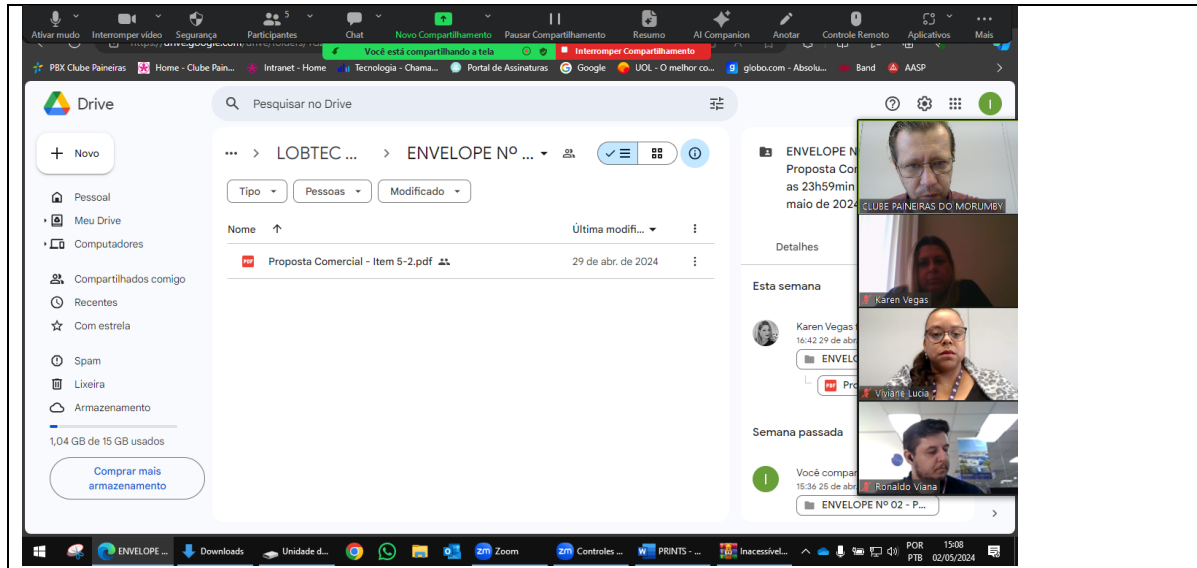 5
Ativar mudo Interromper vídeo Segurança Participantes Chat Novo Compartilhamento Pausar Compartilhamento Resumo AI Companion Anotar Controle Remoto Aplicativos Mais
Você está compartilhando a tela Interromper Compartilhamento
PBX Clube Paineiras Home - Clube Pain... Intranet - Home Tecnologia - Chama... Portal de Assinaturas Google UOL - O melhor co... globo.com - Absolu... Band AASP
Drive
Pesquisar no Drive
Novo
Pessoal
Meu Drive
Computadores
Compartilhados comigo
Recentes
Com estrela
Spam
Lixeira
Armazenamento
1,04 GB de 15 GB usados
Comprar mais
armazenamento
... > LOBTEC ... > ENVELOPE Nº ...
Tipo Pessoas Modificado
Nome Última modifi...
Proposta Comercial - Item 5-2.pdf 29 de abr. de 2024
ENVELOPE N
Proposta Co
as 23h59min
maio de 2024
Detalhes
Esta semana
Karen Vegas
16:42 29 de abr.
ENVELO
Pro
Semana passada
Você compar
15:36 25 de abr.
ENVELOPE Nº 02 - P...
CLUBE PAINEIRAS DO MORUMBY
Karen Vegas
Viviane Lucia
Ronaldo Viana
ENVELOPE ... Downloads Unidade d... Zoom Controles ... PRINTS - ... Inacessível...
POR 15:08
PTB 02/05/2024